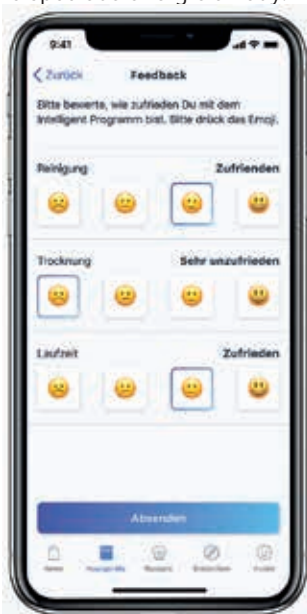 9:41
Zurück Feedback
Bitte bewerte, wie zufrieden Du mit dem
Intelligent Programm bist. Bitte drück das Emoji.
Reinigung Zufrienden
Trocknung Sehr unzufrieden
Laufzeit Zufrieden
Absenden